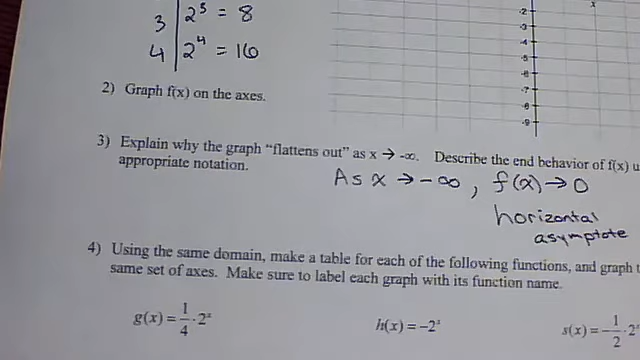 3 2³ = 8
4 2⁴ = 16
-2
-3
-4
-5
-6
-7
-8
-9
x
2) Graph f(x) on the axes.
3) Explain why the graph “flattens out” as x → -∞. Describe the end behavior of f(x) u
appropriate notation.
As x → -∞, f(x) → 0
horizontal
asymptote
4) Using the same domain, make a table for each of the following functions, and graph t
same set of axes. Make sure to label each graph with its function name.
g(x) = 1/4 · 2ˣ h(x) = -2ˣ s(x) = -1/2 · 2ˣ